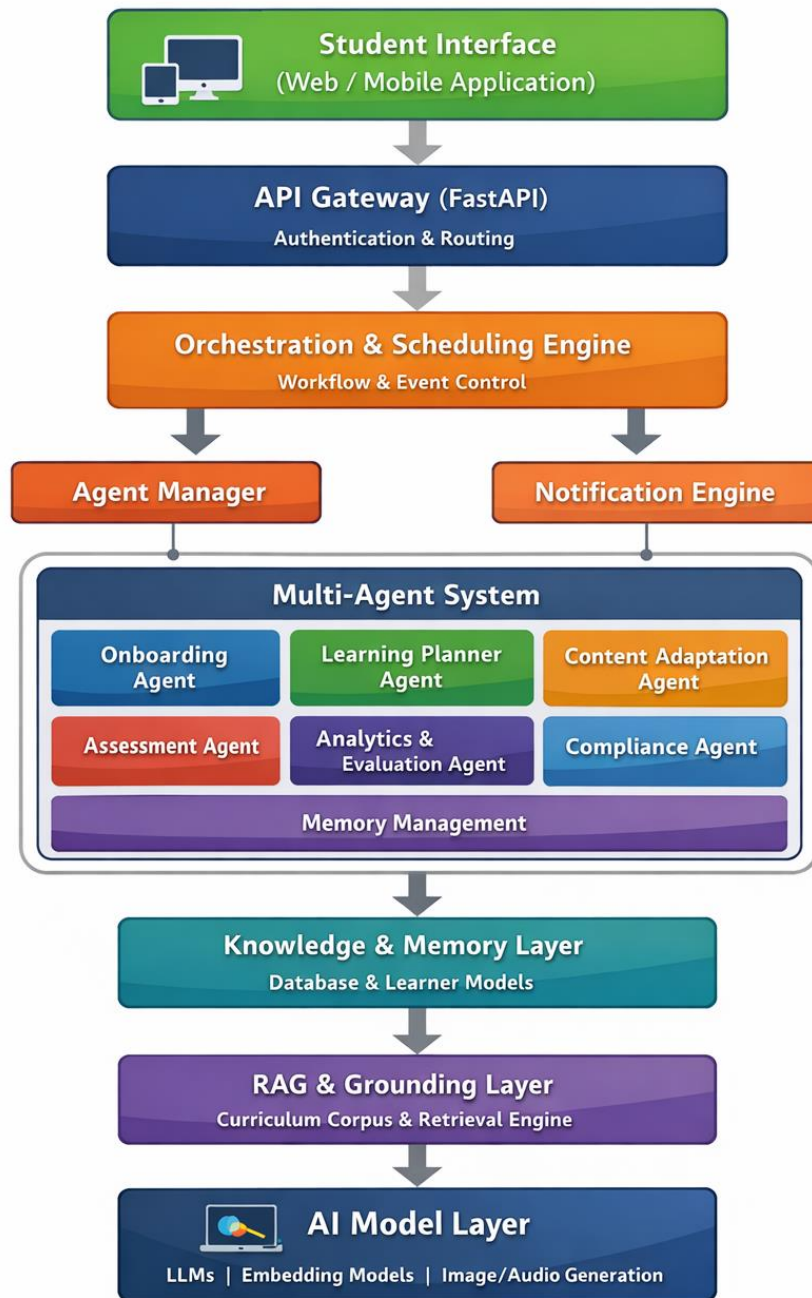 Student Interface
(Web / Mobile Application)
API Gateway (FastAPI)
Authentication & Routing
Orchestration & Scheduling Engine
Workflow & Event Control
Agent Manager
Notification Engine
Multi-Agent System
Onboarding
Agent
Learning Planner
Agent
Content Adaptation
Agent
Assessment Agent
Analytics &
Evaluation Agent
Compliance Agent
Memory Management
Knowledge & Memory Layer
Database & Learner Models
RAG & Grounding Layer
Curriculum Corpus & Retrieval Engine
AI Model Layer
LLMs | Embedding Models | Image/Audio Generation